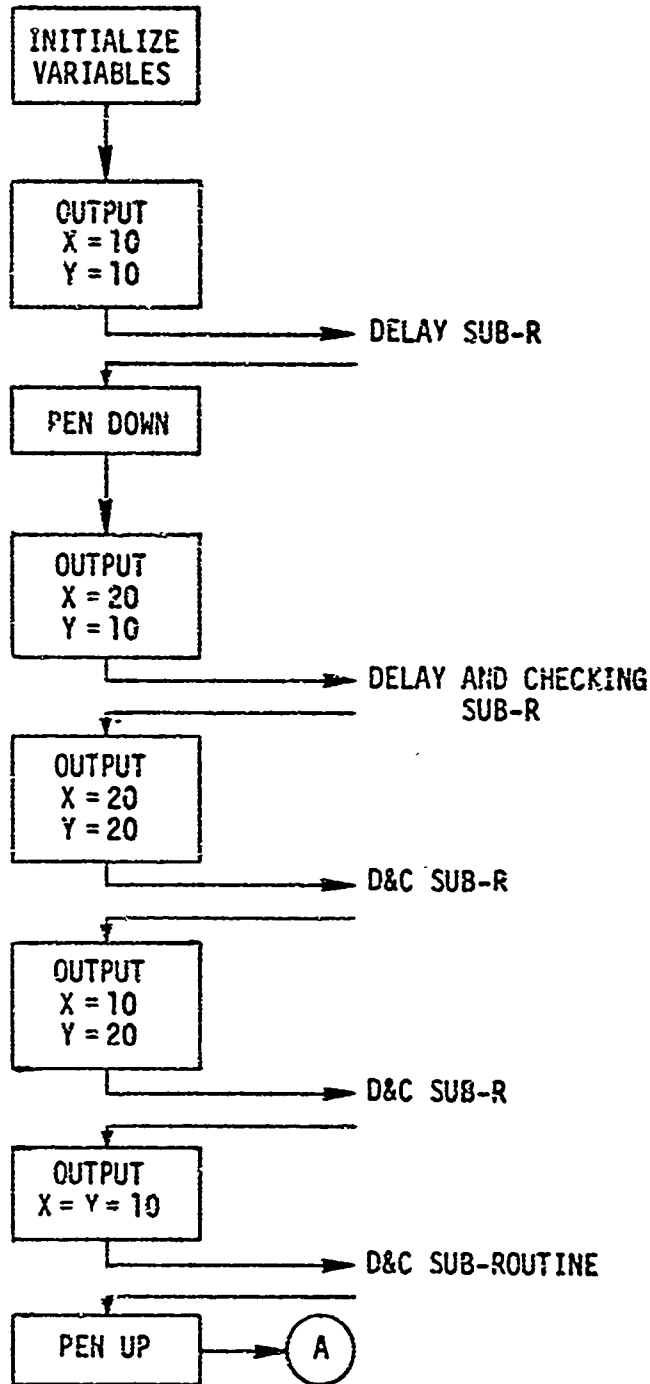 INITIALIZE
VARIABLES
OUTPUT
X = 10
Y = 10
DELAY SUB-R
PEN DOWN
OUTPUT
X = 20
Y = 10
DELAY AND CHECKING
SUB-R
OUTPUT
X = 20
Y = 20
D&C SUB-R
OUTPUT
X = 10
Y = 20
D&C SUB-R
OUTPUT
X = Y = 10
D&C SUB-ROUTINE
PEN UP
A